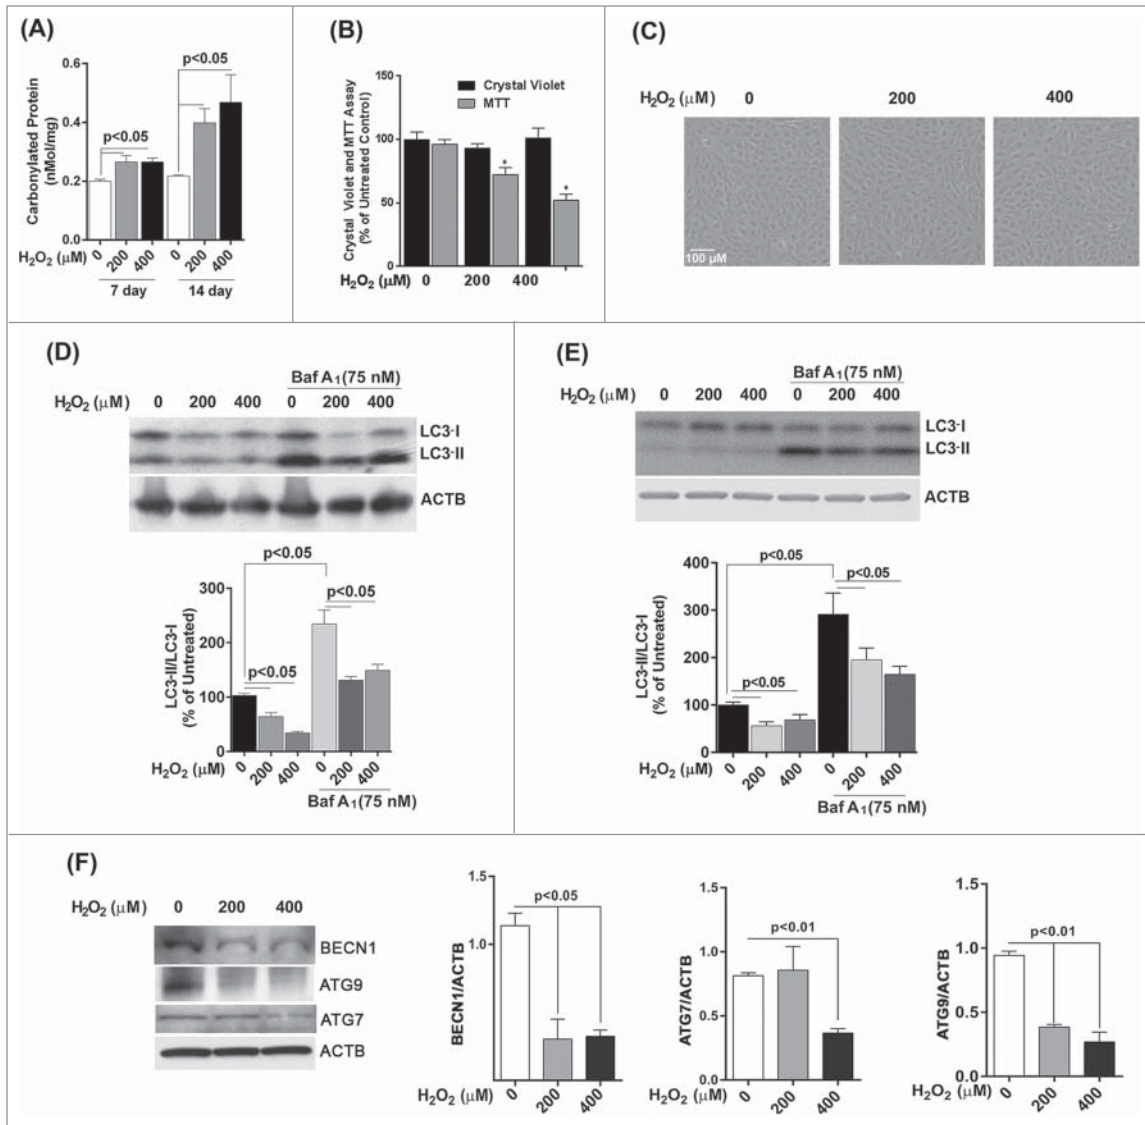 (A)
p<0.05
p<0.05
0.6
0.4
0.2
0.0
Carbonylated Protein
(nMol/mg)
H₂O₂ (μM) 0 200 400 0 200 400
7 day 14 day
(B)
Crystal Violet
MTT
150
100
50
0
Crystal Violet and MTT Assay
(% of Untreated Control)
*
*
H₂O₂
(μM) 0 200 400
(C)
H₂O₂ (μM) 0 200 400
100 μM
(D)
Baf A₁(75 nM)
H₂O₂ (μM) 0 200 400 0 200 400
LC3-I
LC3-II
ACTB
p<0.05
p<0.05
p<0.05
300
200
100
0
LC3-II/LC3-I
(% of Untreated)
H₂O₂ (μM) 0 200 400 0 200 400
Baf A₁(75 nM)
(E)
Baf A₁(75 nM)
H₂O₂ (μM) 0 200 400 0 200 400
LC3-I
LC3-II
ACTB
p<0.05
p<0.05
p<0.05
400
300
200
100
0
LC3-II/LC3-I
(% of Untreated)
H₂O₂ (μM) 0 200 400 0 200 400
Baf A₁(75 nM)
(F)
H₂O₂ (μM) 0 200 400
BECN1
ATG9
ATG7
ACTB
1.5
1.0
BECN1/ACTB
p<0.05
H₂O₂ (μM) 0 200 400
1.5
1.0
0.5
0.0
ATG7/ACTB
p<0.01
H₂O₂ (μM) 0 200 400
1.5
1.0
0.5
0.0
ATG9/ACTB
p<0.01
H₂O₂ (μM) 0 200 400